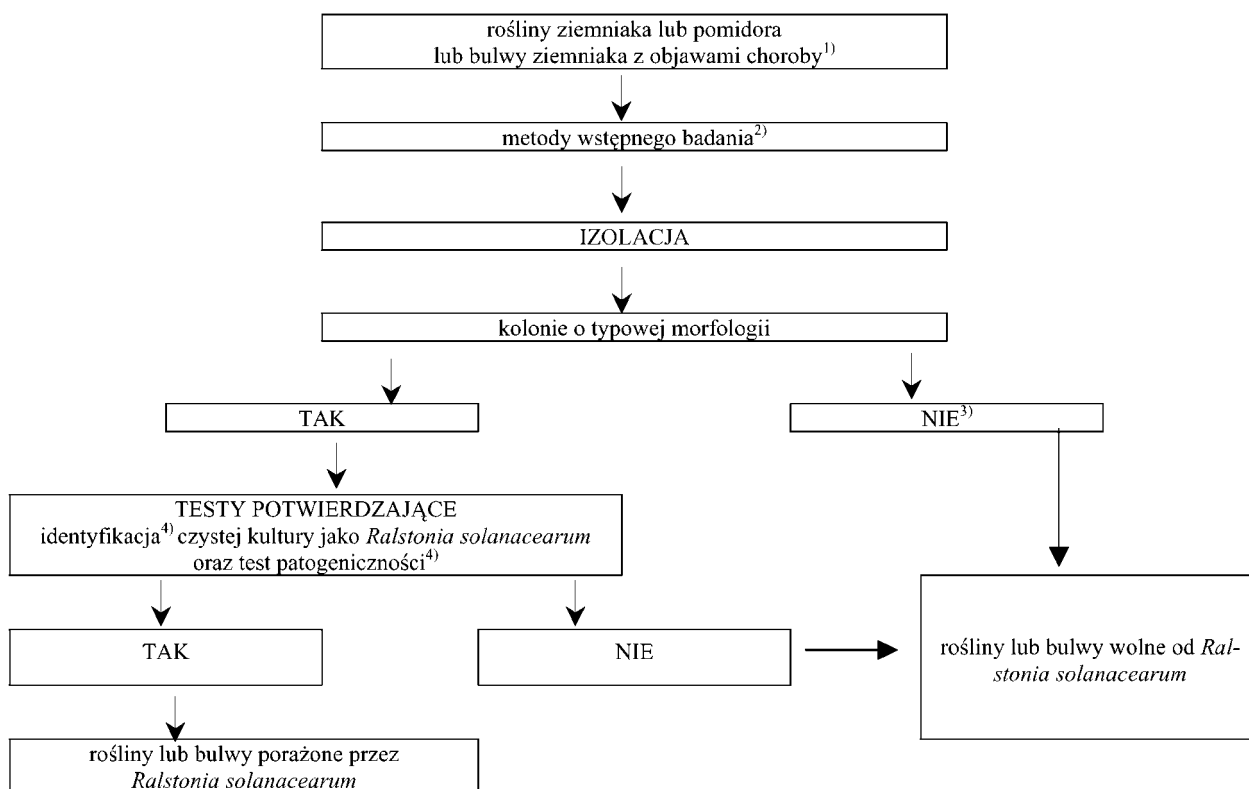 rośliny ziemniaka lub pomidora
lub bulwy ziemniaka z objawami choroby1)
metody wstępnego badania2)
IZOLACJA
kolonie o typowej morfologii
TAK
NIE3)
TESTY POTWIERDZAJĄCE
identyfikacja4) czystej kultury jako Ralstonia solanacearum
oraz test patogeniczności4)
TAK
NIE
rośliny lub bulwy wolne od Ral-
stonia solanacearum
rośliny lub bulwy porażone przez
Ralstonia solanacearum